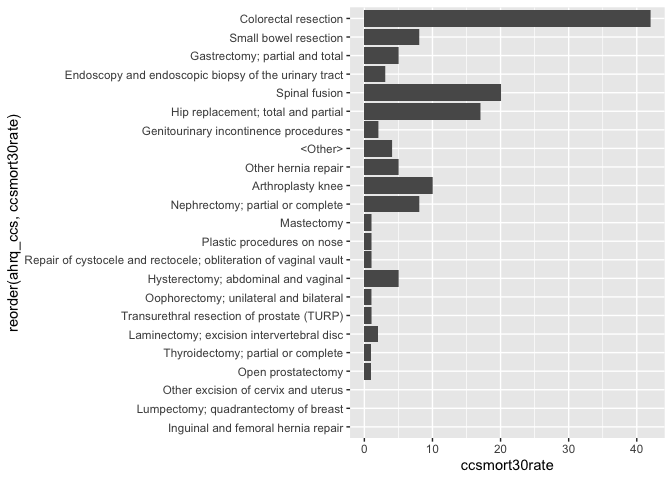 Colorectal resection
Small bowel resection
Gastrectomy; partial and total
Endoscopy and endoscopic biopsy of the urinary tract
Spinal fusion
Hip replacement; total and partial
Genitourinary incontinence procedures
<Other>
Other hernia repair
Arthroplasty knee
Nephrectomy; partial or complete
Mastectomy
Plastic procedures on nose
Repair of cystocele and rectocele; obliteration of vaginal vault
Hysterectomy; abdominal and vaginal
Oophorectomy; unilateral and bilateral
Transurethral resection of prostate (TURP)
Laminectomy; excision intervertebral disc
Thyroidectomy; partial or complete
Open prostatectomy
Other excision of cervix and uterus
Lumpectomy; quadrantectomy of breast
Inguinal and femoral hernia repair
reorder(ahrq_ccs, ccsmort30rate)
0 10 20 30 40
ccsmort30rate